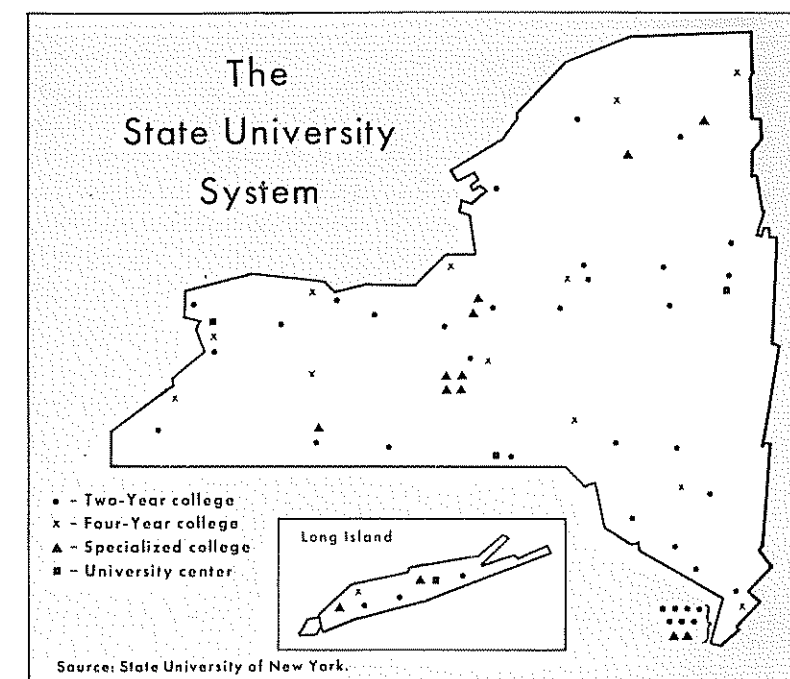 The
State University
System
• - Two-Year college
x - Four-Year college
▲ - Specialized college
■ - University center
Long Island
Source: State University of New York.